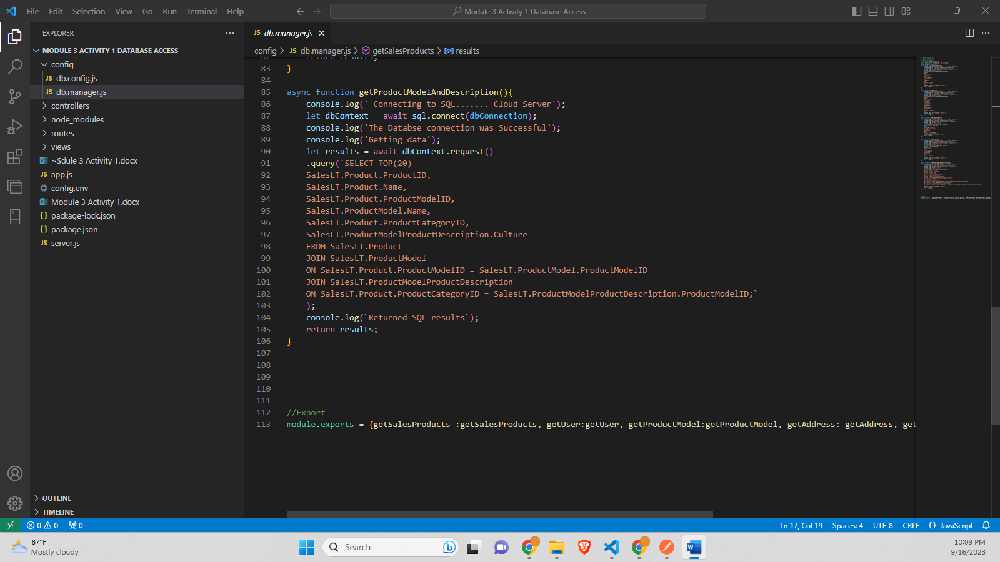 File Edit Selection View Go Run Terminal Help
Module 3 Activity 1 Database Access
EXPLORER
MODULE 3 ACTIVITY 1 DATABASE ACCESS
config
JS db.config.js
JS db.manager.js
controllers
node_modules
routes
views
~$dule 3 Activity 1.docx
JS app.js
config.env
Module 3 Activity 1.docx
{} package-lock.json
{} package.json
JS server.js
OUTLINE
TIMELINE
JS db.manager.js
config > JS db.manager.js > getSalesProducts > results
82 return results;
83 }
84
85 async function getProductModelAndDescription(){
86 console.log(' Connecting to SQL....... Cloud Server');
87 let dbContext = await sql.connect(dbConnection);
88 console.log('The Databse connection was Successful');
89 console.log('Getting data');
90 let results = await dbContext.request()
91 .query(`SELECT TOP(20)
92 SalesLT.Product.ProductID,
93 SalesLT.Product.Name,
94 SalesLT.Product.ProductModelID,
95 SalesLT.ProductModel.Name,
96 SalesLT.Product.ProductCategoryID,
97 SalesLT.ProductModelProductDescription.Culture
98 FROM SalesLT.Product
99 JOIN SalesLT.ProductModel
100 ON SalesLT.Product.ProductModelID = SalesLT.ProductModel.ProductModelID
101 JOIN SalesLT.ProductModelProductDescription
102 ON SalesLT.Product.ProductCategoryID = SalesLT.ProductModelProductDescription.ProductModelID;`
103 );
104 console.log(`Returned SQL results`);
105 return results;
106 }
107
108
109
110
111
112 //Export
113 module.exports = {getSalesProducts :getSalesProducts, getUser:getUser, getProductModel:getProductModel, getAddress: getAddress, get
0 0 0
Ln 17, Col 19 Spaces: 4 UTF-8 CRLF {} JavaScript
87°F
Mostly cloudy
Search
10:09 PM
9/16/2023